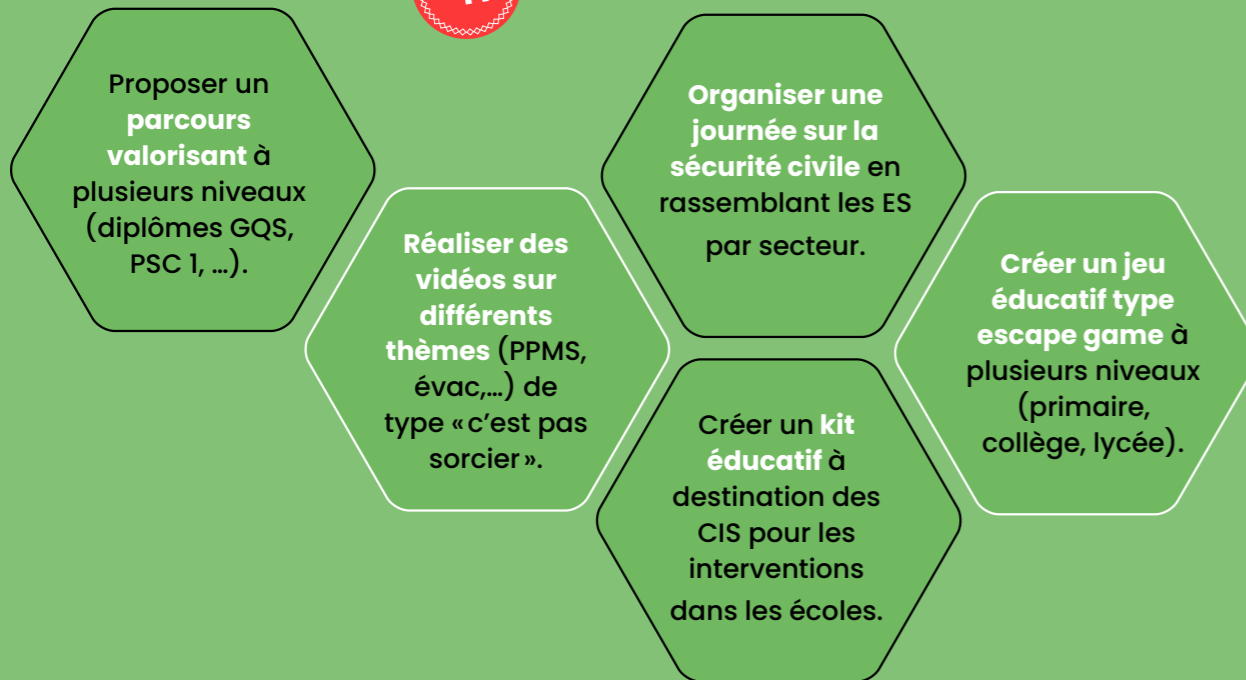 Proposer un
parcours
valorisant à
plusieurs niveaux
(diplômes GQS,
PSC 1, ...).
Réaliser des
vidéos sur
différents
thèmes (PPMS,
évac,...) de
type «c'est pas
sorcier».
Organiser une
journée sur la
sécurité civile en
rassemblant les ES
par secteur.
Créer un kit
éducatif à
destination des
CIS pour les
interventions
dans les écoles.
Créer un jeu
éducatif type
escape game à
plusieurs niveaux
(primaire,
collège, lycée).